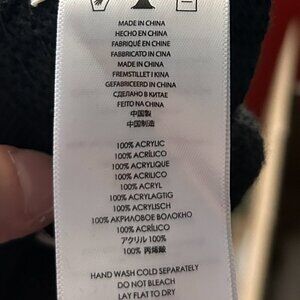 MADE IN CHINA
HECHO EN CHINA
FABRIQUÉ EN CHINE
FABBRICATO IN CINA
MADE IN CHINA
FREMSTILLET I KINA
GEFABRICEERD IN CHINA
СДЕЛАНО В КИТАЕ
FEITO NA CHINA
中国製
中国制造
100% ACRYLIC
100% ACRÍLICO
100% ACRYLIQUE
100% ACRILICO
100% ACRYL
100% ACRYLAGTIG
100% ACRYLISCH
100% АКРИЛОВОЕ ВОЛОКНО
100% ACRÍLICO
アクリル 100%
100% 丙烯酸
HAND WASH COLD SEPARATELY
DO NOT BLEACH
LAY FLAT TO DRY